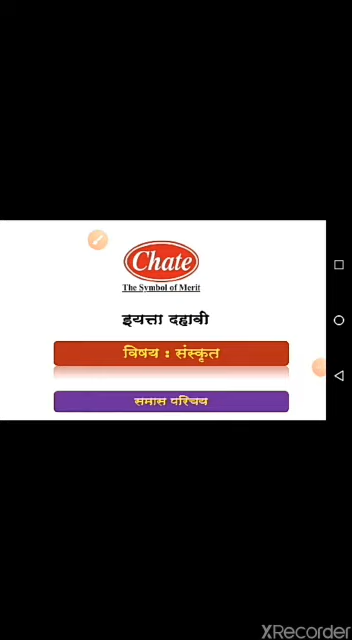 Chate
The Symbol of Merit
इयत्ता दहावी
विषय : संस्कृत
समास परिचय
XRecorder